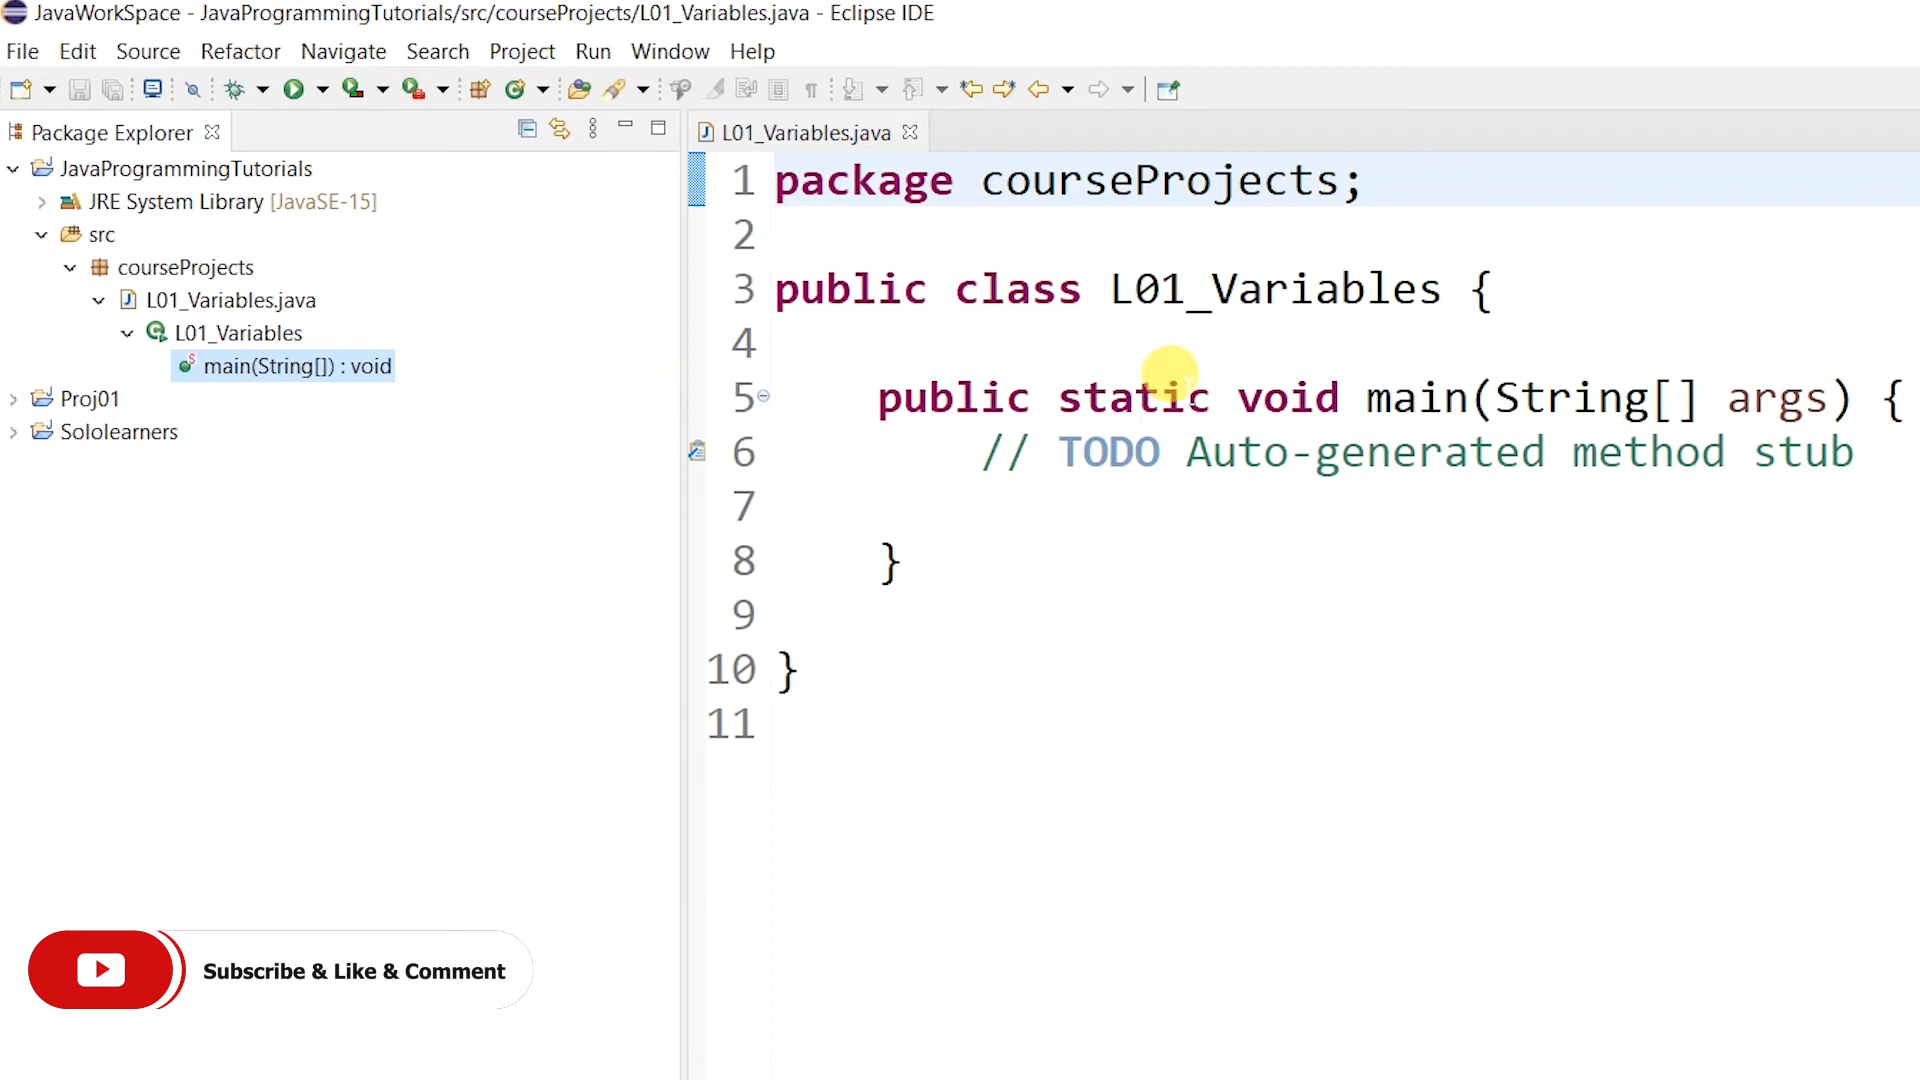 JavaWorkSpace - JavaProgrammingTutorials/src/courseProjects/L01_Variables.java - Eclipse IDE
File Edit Source Refactor Navigate Search Project Run Window Help
Package Explorer
JavaProgrammingTutorials
JRE System Library [JavaSE-15]
src
courseProjects
L01_Variables.java
L01_Variables
main(String[]) : void
Proj01
Sololearners
L01_Variables.java
1 package courseProjects;
2
3 public class L01_Variables {
4
5 public static void main(String[] args) {
6 // TODO Auto-generated method stub
7
8 }
9
10 }
11
Subscribe & Like & Comment